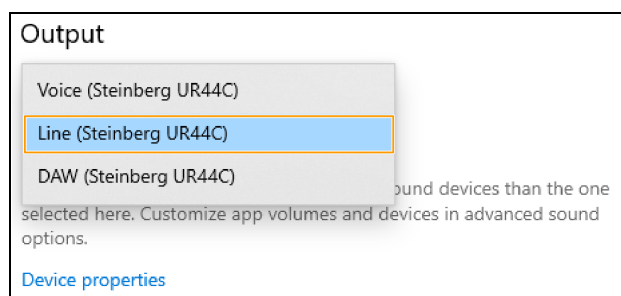 Output
Voice (Steinberg UR44C)
Line (Steinberg UR44C)
DAW (Steinberg UR44C)
devices than the one
selected here. Customize app volumes and devices in advanced sound
options.
Device properties